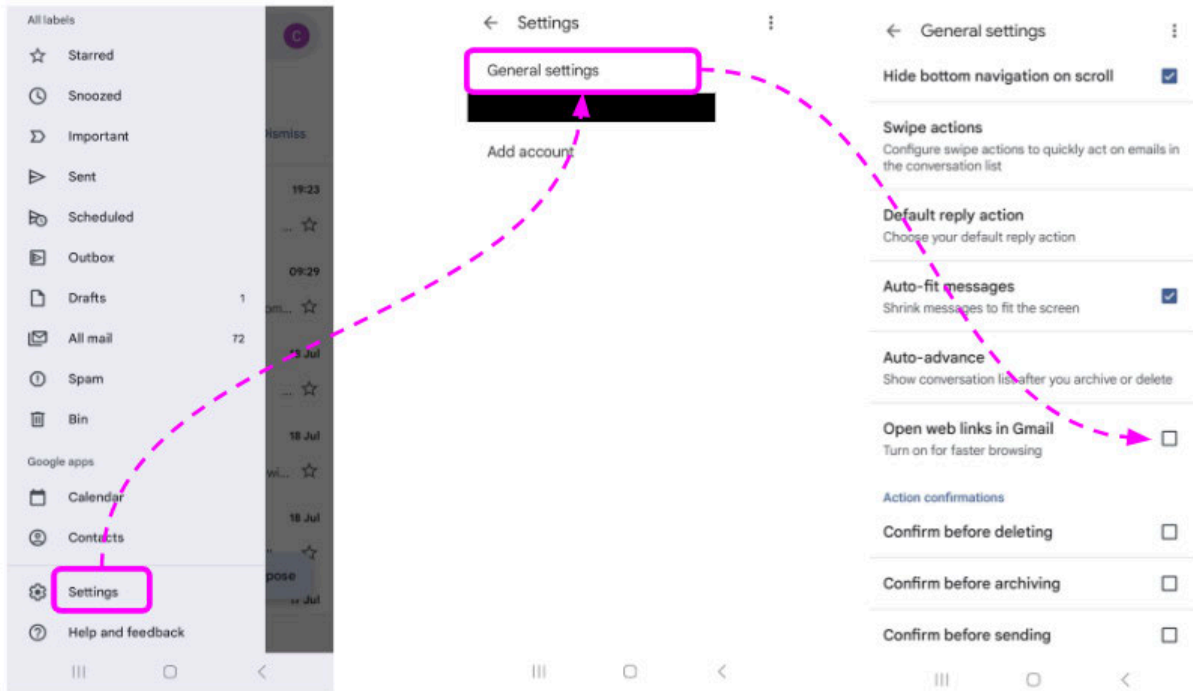 All labels
Starred
Snoozed
Important
Sent
Scheduled
Outbox
Drafts 1
All mail 72
Spam
Bin
Google apps
Calendar
Contacts
Settings
Help and feedback
C
19:23
...
09:29
18 Jul
...
18 Jul
18 Jul
Settings
General settings
Add account
General settings
Hide bottom navigation on scroll
Swipe actions
Configure swipe actions to quickly act on emails in
the conversation list
Default reply action
Choose your default reply action
Auto-fit messages
Shrink messages to fit the screen
Auto-advance
Show conversation list after you archive or delete
Open web links in Gmail
Turn on for faster browsing
Action confirmations
Confirm before deleting
Confirm before archiving
Confirm before sending